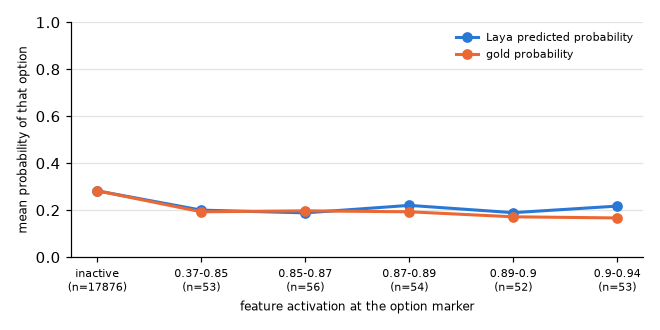 1.0
0.8
0.6
0.4
0.2
0.0
mean probability of that option
Laya predicted probability
gold probability
inactive
(n=17876)
0.37-0.85
(n=53)
0.85-0.87
(n=56)
0.87-0.89
(n=54)
0.89-0.9
(n=52)
0.9-0.94
(n=53)
feature activation at the option marker